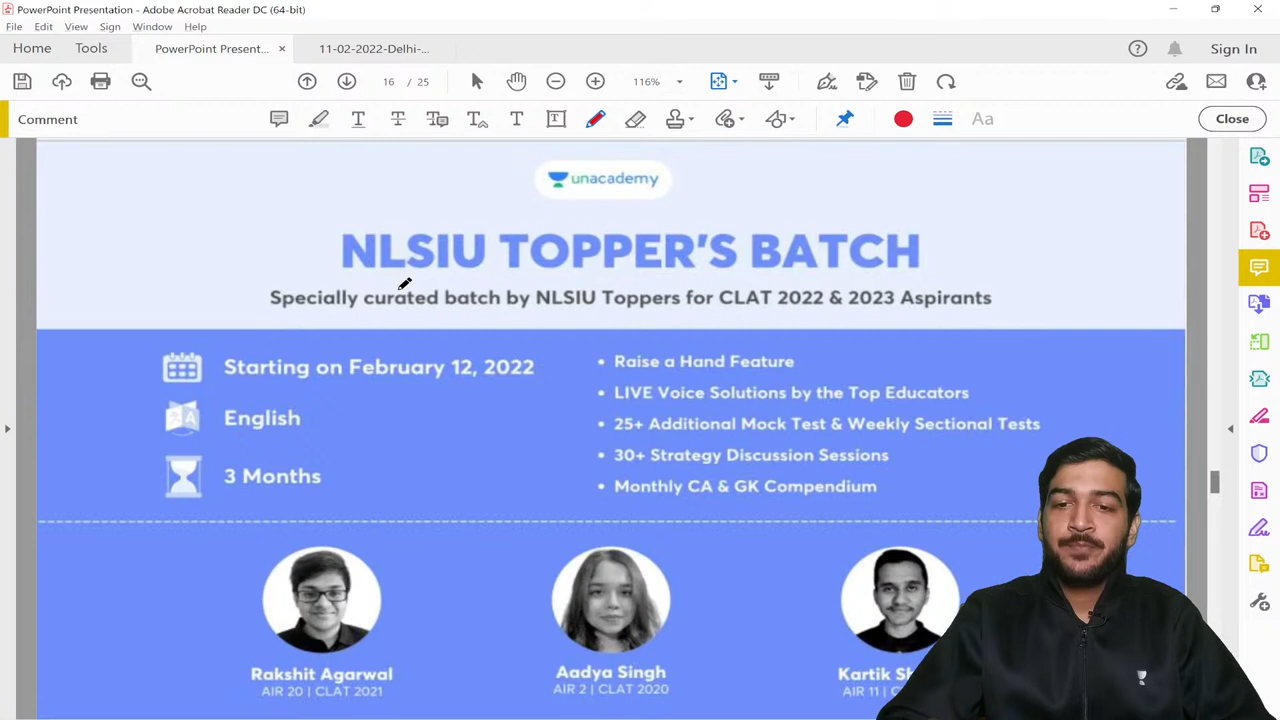 PowerPoint Presentation - Adobe Acrobat Reader DC (64-bit)
File Edit View Sign Window Help
Home Tools PowerPoint Present... × 11-02-2022-Delhi-... Sign In
16 / 25 116%
Comment Aa Close
unacademy
NLSIU TOPPER'S BATCH
Specially curated batch by NLSIU Toppers for CLAT 2022 & 2023 Aspirants
Starting on February 12, 2022
English
3 Months
• Raise a Hand Feature
• LIVE Voice Solutions by the Top Educators
• 25+ Additional Mock Test & Weekly Sectional Tests
• 30+ Strategy Discussion Sessions
• Monthly CA & GK Compendium
Rakshit Agarwal
AIR 20 | CLAT 2021
Aadya Singh
AIR 2 | CLAT 2020
Kartik
AIR 11 |